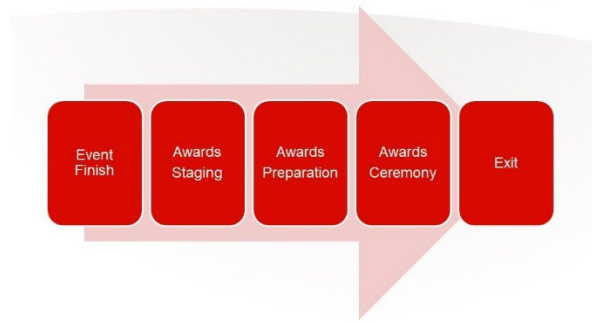 Event
Finish
Awards
Staging
Awards
Preparation
Awards
Ceremony
Exit